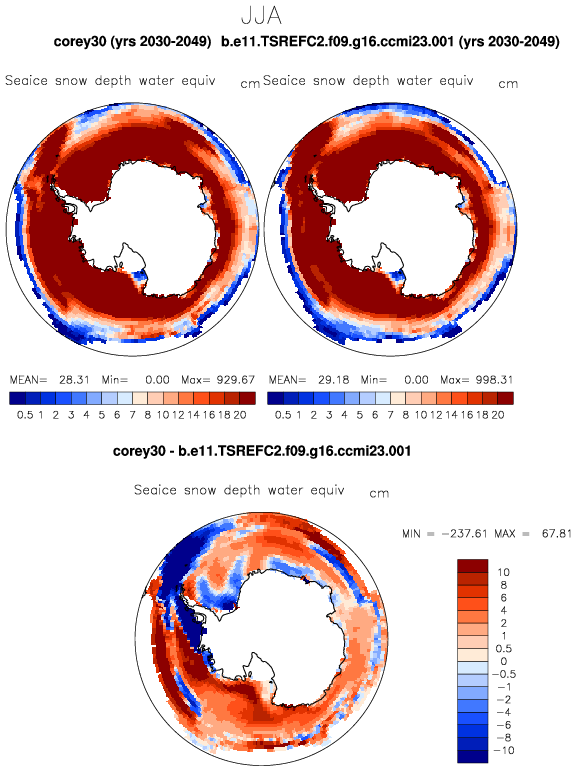 JJA
corey30 (yrs 2030-2049) b.e11.TSREFC2.f09.g16.ccmi23.001 (yrs 2030-2049)
Seaice snow depth water equiv cm Seaice snow depth water equiv cm
MEAN= 28.31 Min= 0.00 Max= 929.67 MEAN= 29.18 Min= 0.00 Max= 998.31
0.5 1 2 3 4 5 6 7 8 10 12 14 16 18 20 0.5 1 2 3 4 5 6 7 8 10 12 14 16 18 20
corey30 - b.e11.TSREFC2.f09.g16.ccmi23.001
Seaice snow depth water equiv cm
MIN = -237.61 MAX = 67.81
10
8
6
4
2
1
0.5
0
-0.5
-1
-2
-4
-6
-8
-10